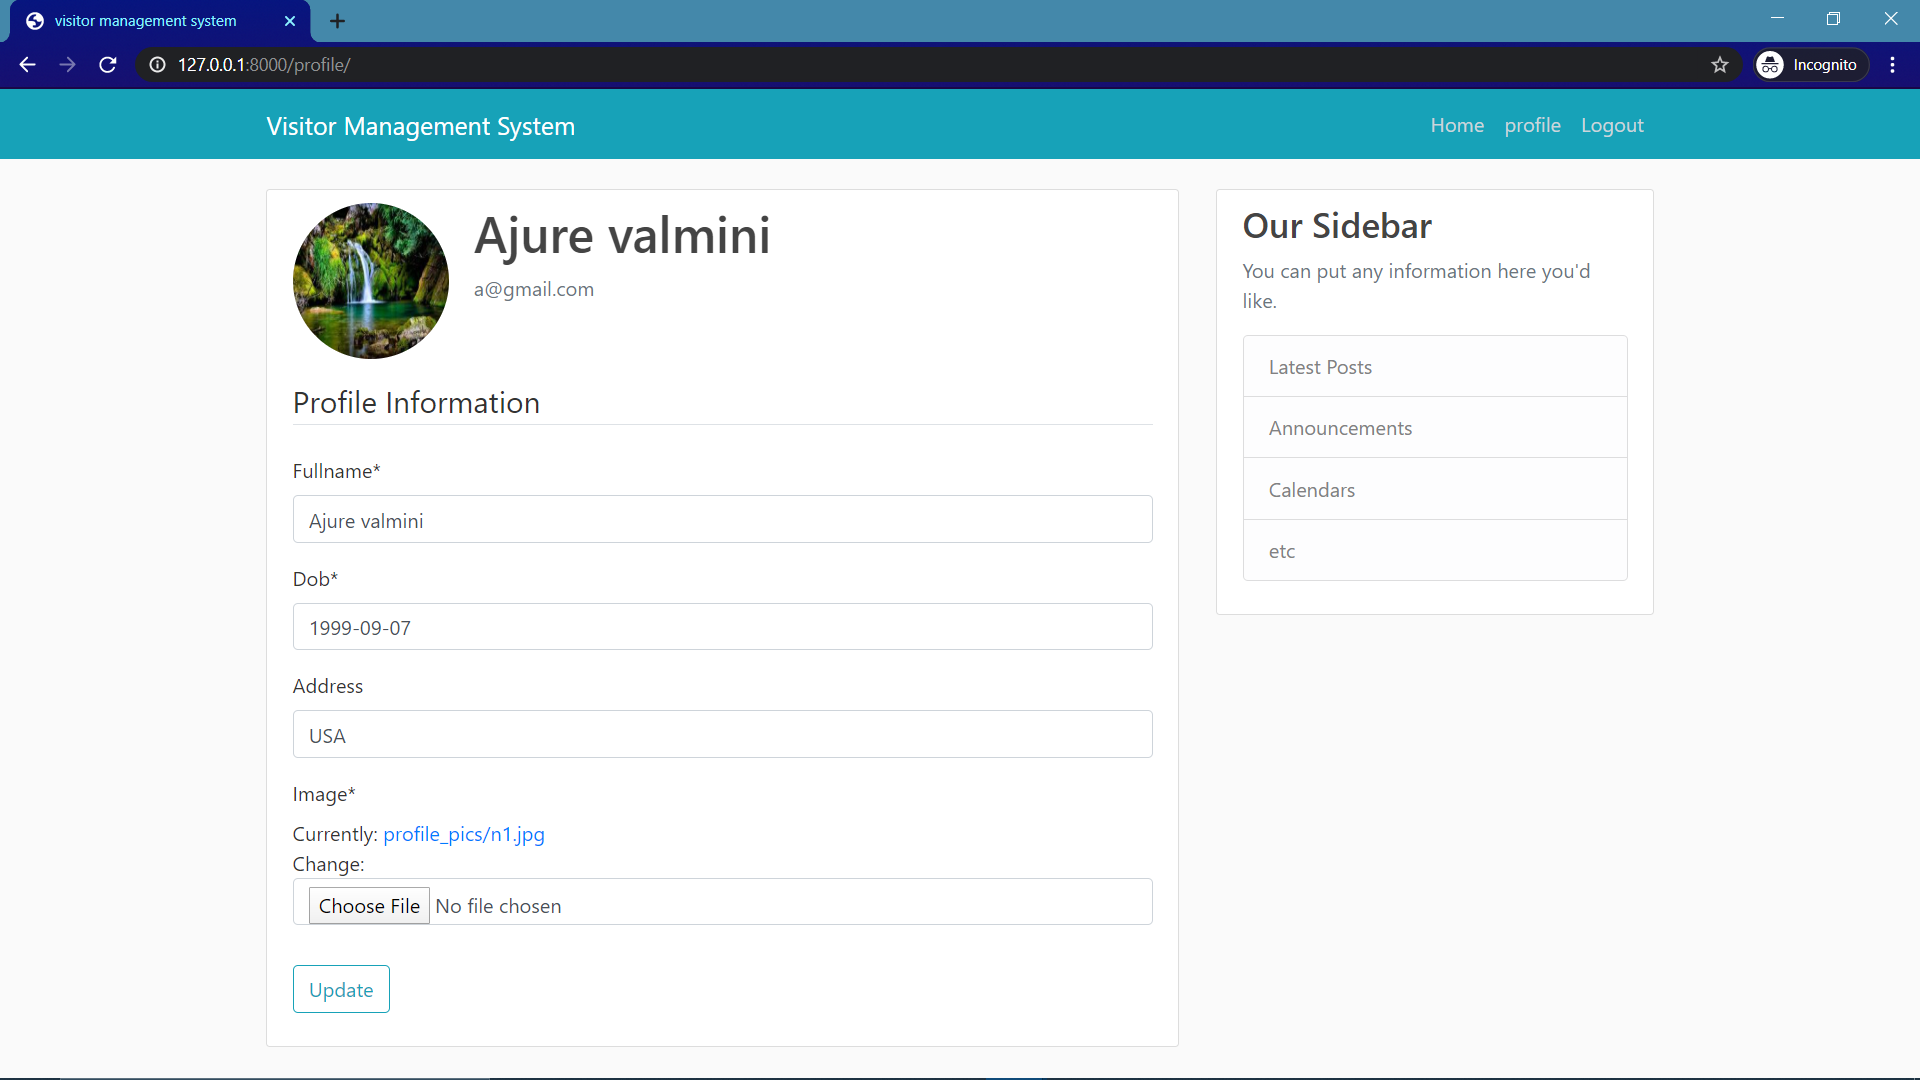 visitor management system
127.0.0.1:8000/profile/
Incognito
Visitor Management System
Home profile Logout
Ajure valmini
a@gmail.com
Profile Information
Fullname*
Ajure valmini
Dob*
1999-09-07
Address
USA
Image*
Currently: profile_pics/n1.jpg
Change:
Choose File No file chosen
Update
Our Sidebar
You can put any information here you'd
like.
Latest Posts
Announcements
Calendars
etc